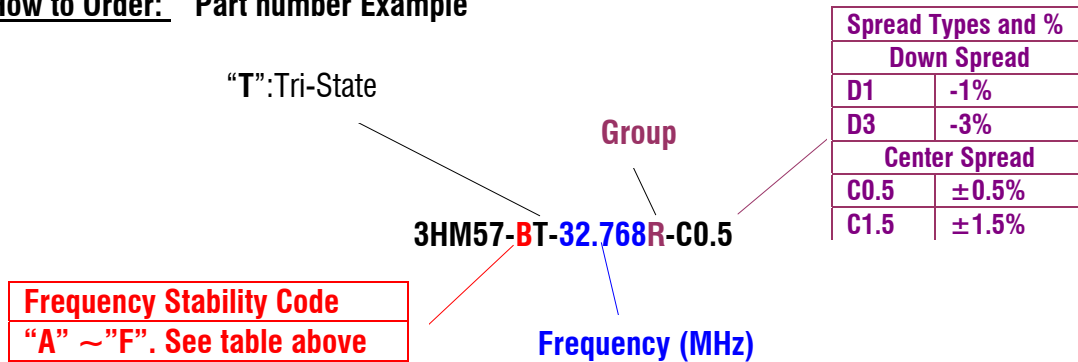 How to Order: Part number Example
Spread Types and %
Down Spread
D1 -1%
D3 -3%
Center Spread
C0.5 ±0.5%
C1.5 ±1.5%
“T”:Tri-State
Group
3HM57-BT-32.768R-C0.5
Frequency Stability Code
“A” ~”F”. See table above
Frequency (MHz)